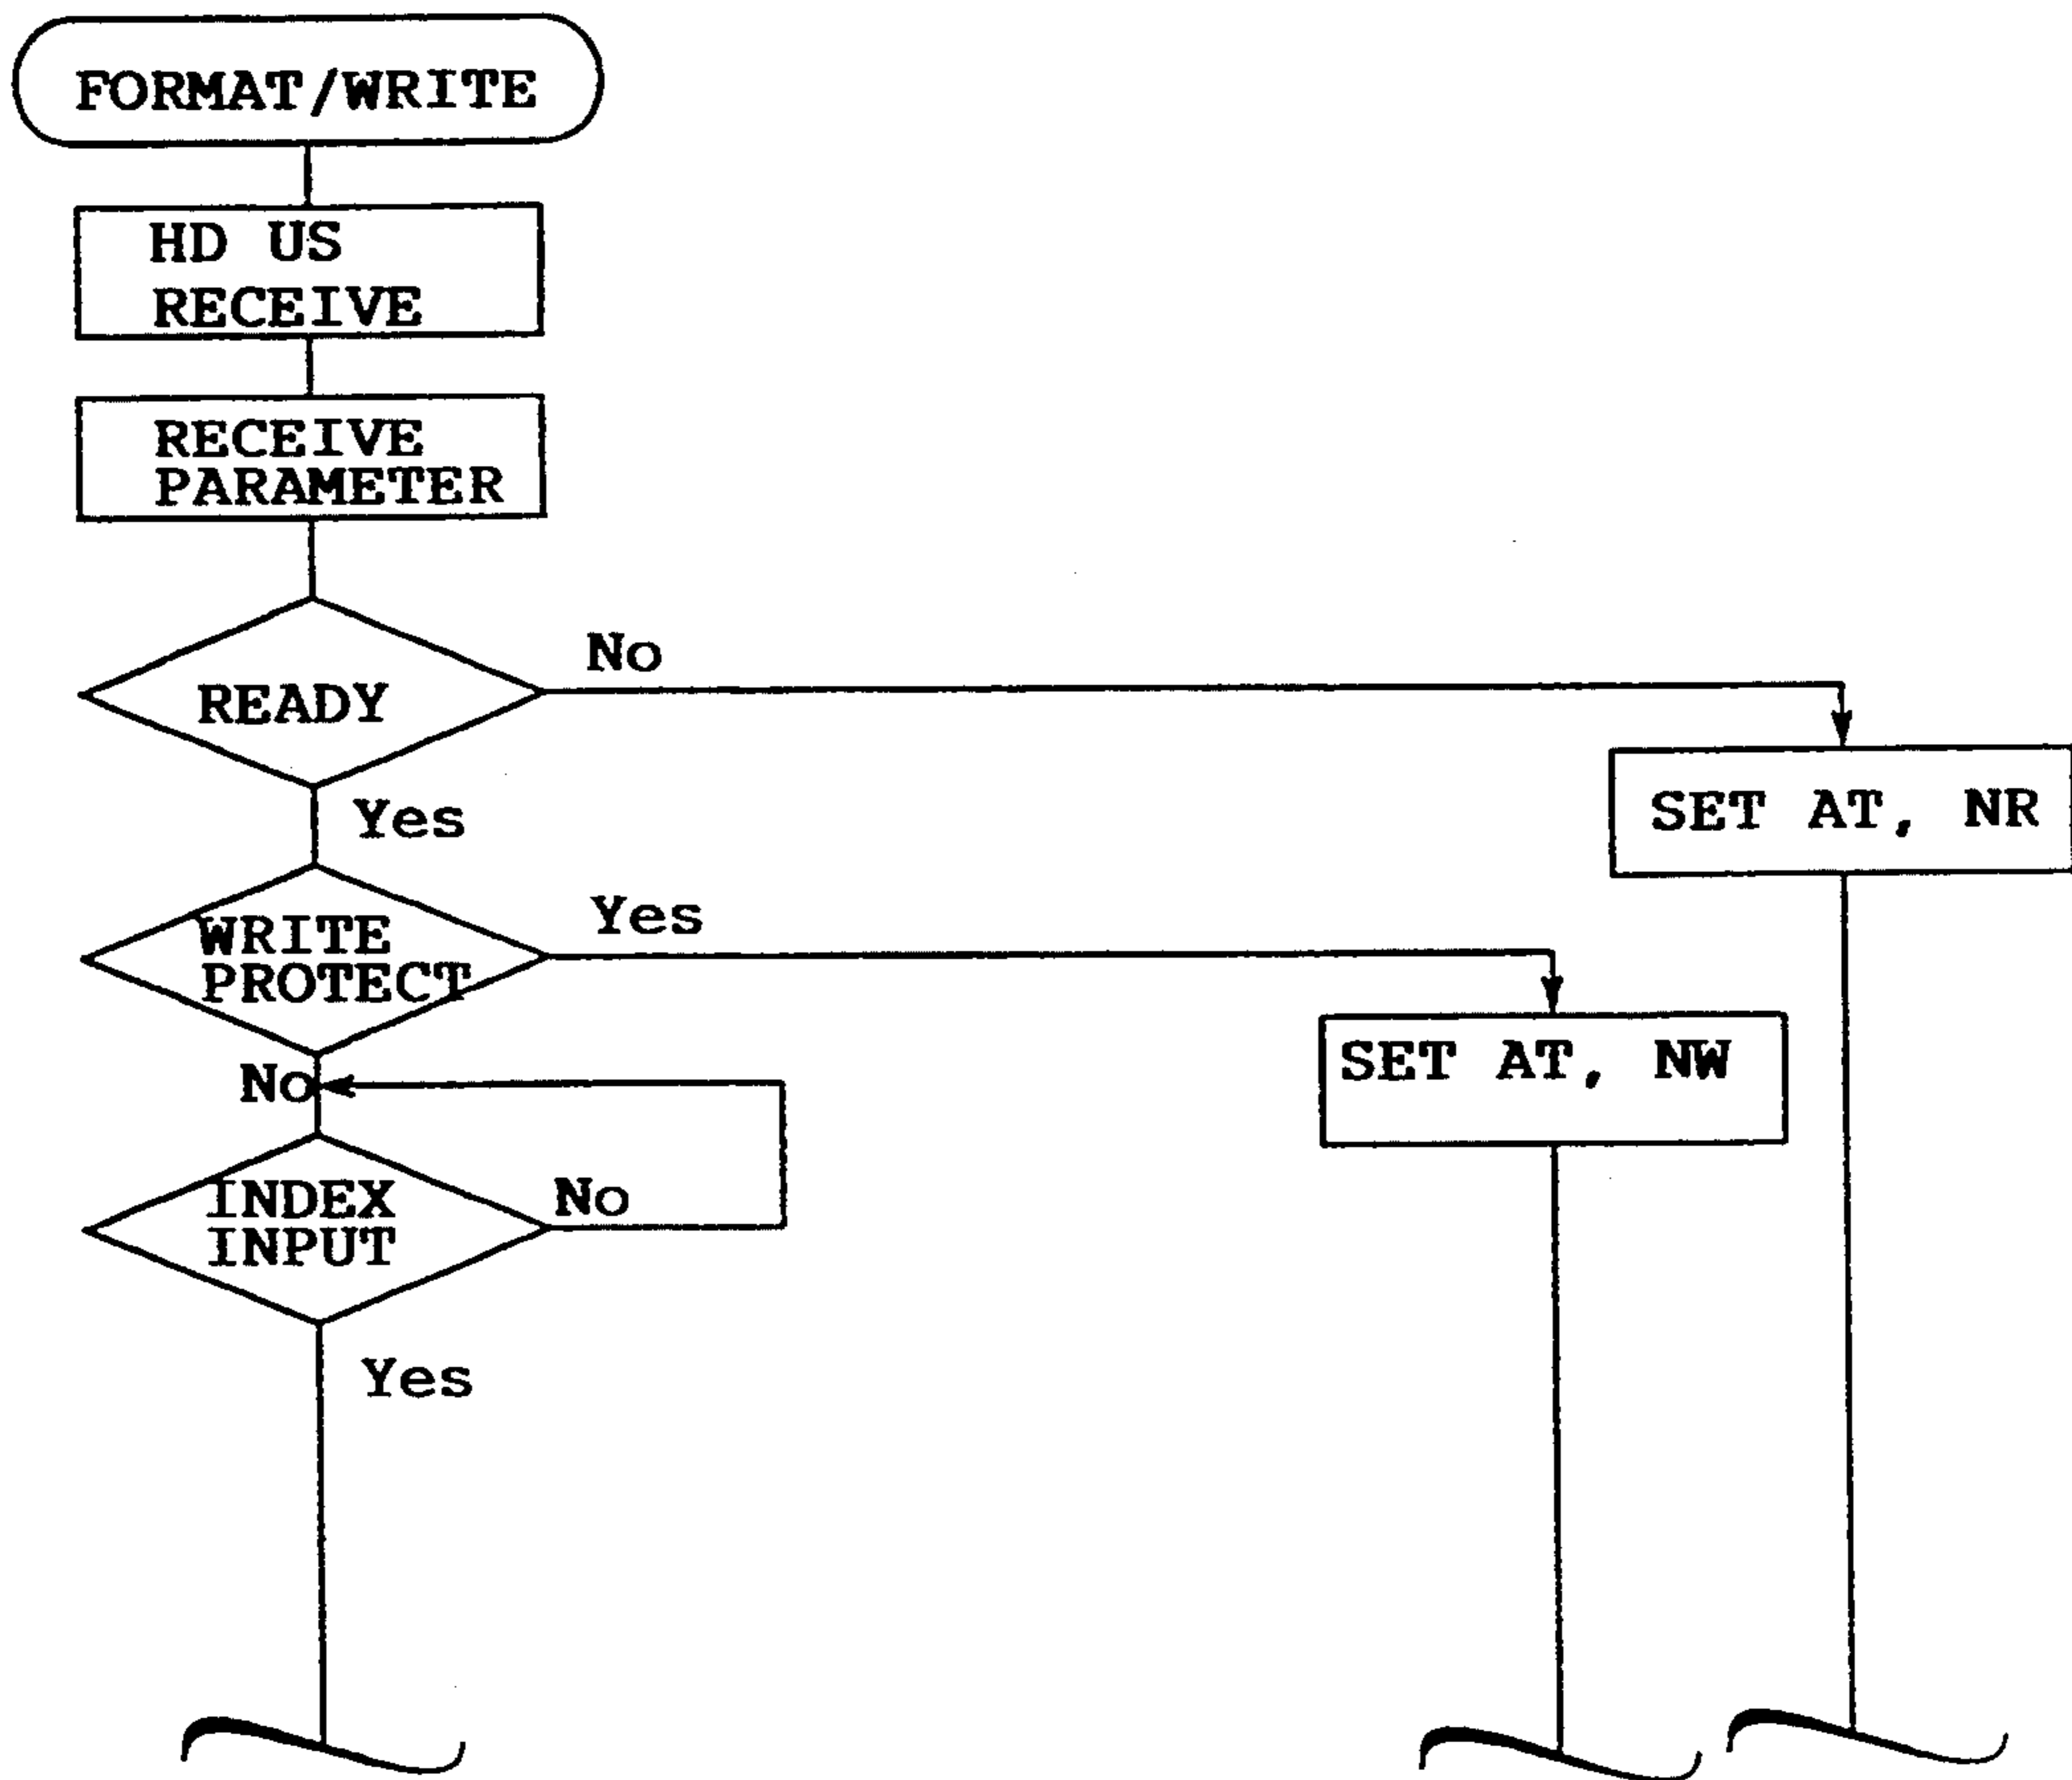 FORMAT/WRITE
HD US
RECEIVE
RECEIVE
PARAMETER
READY
No
Yes
SET AT, NR
WRITE
PROTECT
Yes
No
SET AT, NW
INDEX
INPUT
No
Yes